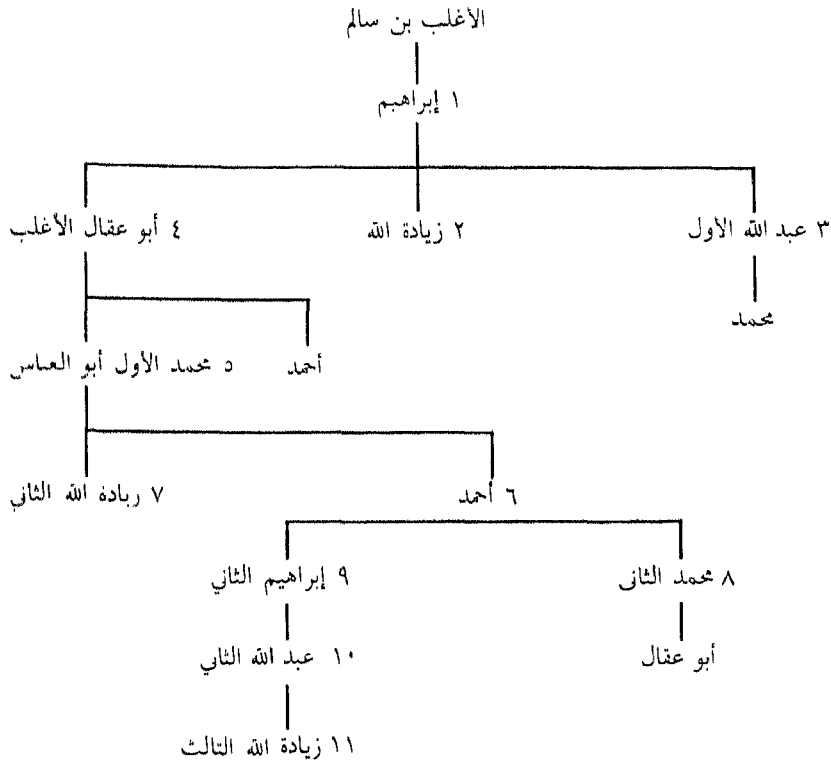 الأغلب بن سالم
١ إبراهيم
٣ عبد الله الأول
٢ زيادة الله
٤ أبو عقال الأغلب
محمد
أحمد
٥ محمد الأول أبو العباس
٦ أحمد
٧ زيادة الله الثاني
٨ محمد الثاني
٩ إبراهيم الثاني
أبو عقال
١٠ عبد الله الثاني
١١ زيادة الله الثالث